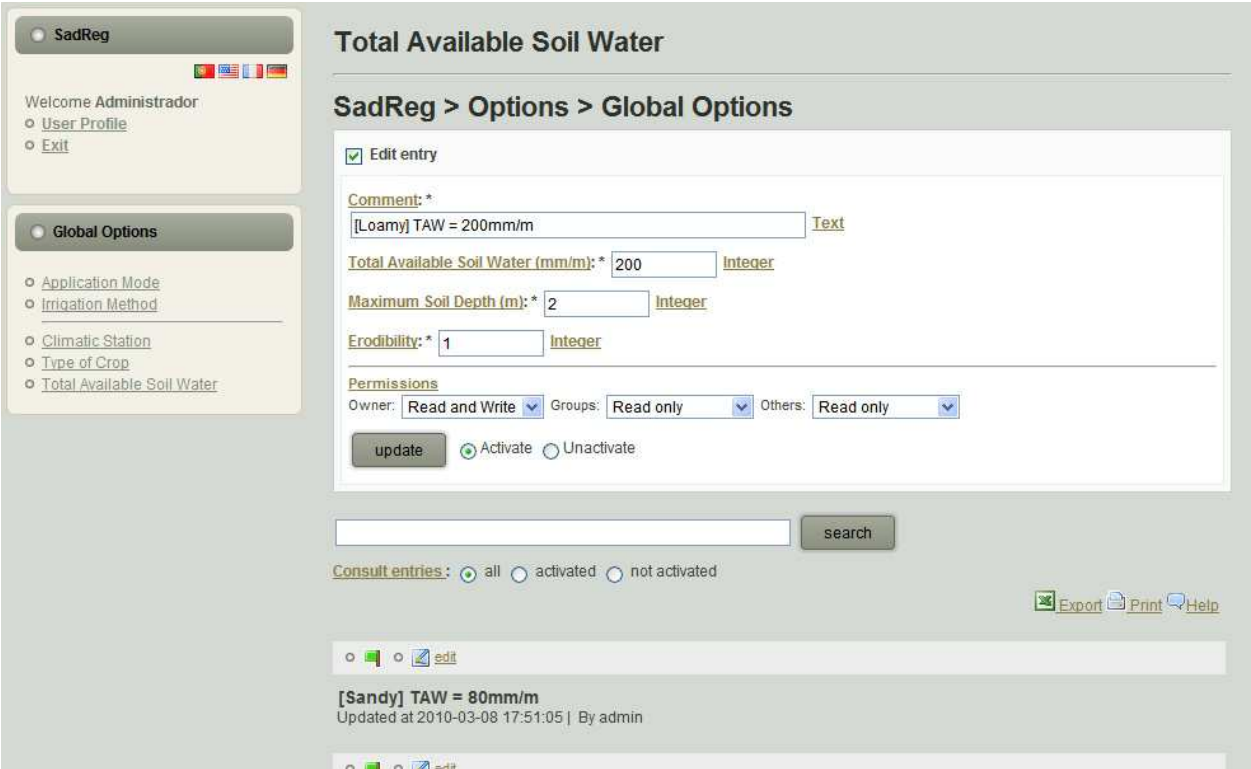 SadReg
Welcome Administrador
User Profile
Exit
Global Options
Application Mode
Irrigation Method
Climatic Station
Type of Crop
Total Available Soil Water
Total Available Soil Water
SadReg > Options > Global Options
Edit entry
Comment: *
[Loamy] TAW = 200mm/m Text
Total Available Soil Water (mm/m): * 200 Integer
Maximum Soil Depth (m): * 2 Integer
Erodibility: * 1 Integer
Permissions
Owner: Read and Write Groups: Read only Others: Read only
update Activate Unactivate
search
Consult entries : all activated not activated
Export Print Help
edit
[Sandy] TAW = 80mm/m
Updated at 2010-03-08 17:51:05 | By admin
edit